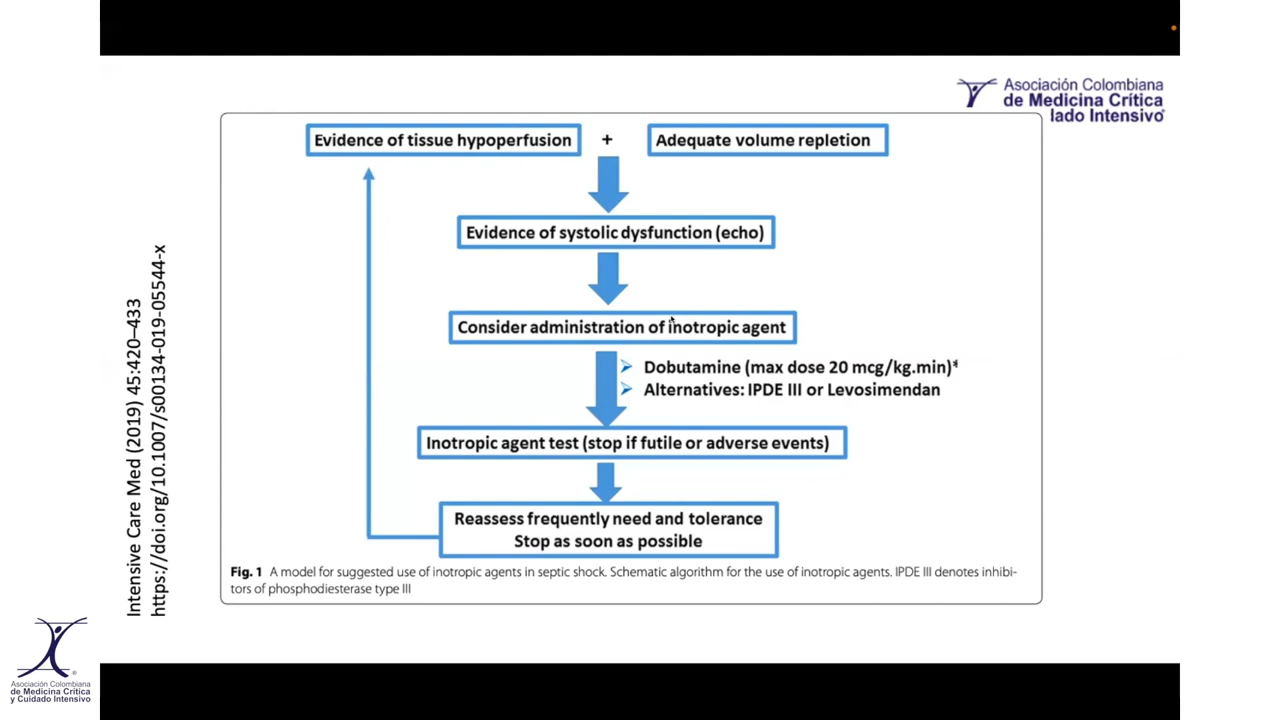 Asociación Colombiana
de Medicina Crítica
lado Intensivo
Evidence of tissue hypoperfusion + Adequate volume repletion
Evidence of systolic dysfunction (echo)
Consider administration of inotropic agent
Dobutamine (max dose 20 mcg/kg.min)*
Alternatives: IPDE III or Levosimendan
Inotropic agent test (stop if futile or adverse events)
Reassess frequently need and tolerance
Stop as soon as possible
Fig. 1 A model for suggested use of inotropic agents in septic shock. Schematic algorithm for the use of inotropic agents. IPDE III denotes inhibi-
tors of phosphodiesterase type III
Intensive Care Med (2019) 45:420–433
https://doi.org/10.1007/s00134-019-05544-x
Asociación Colombiana
de Medicina Crítica
y Cuidado Intensivo